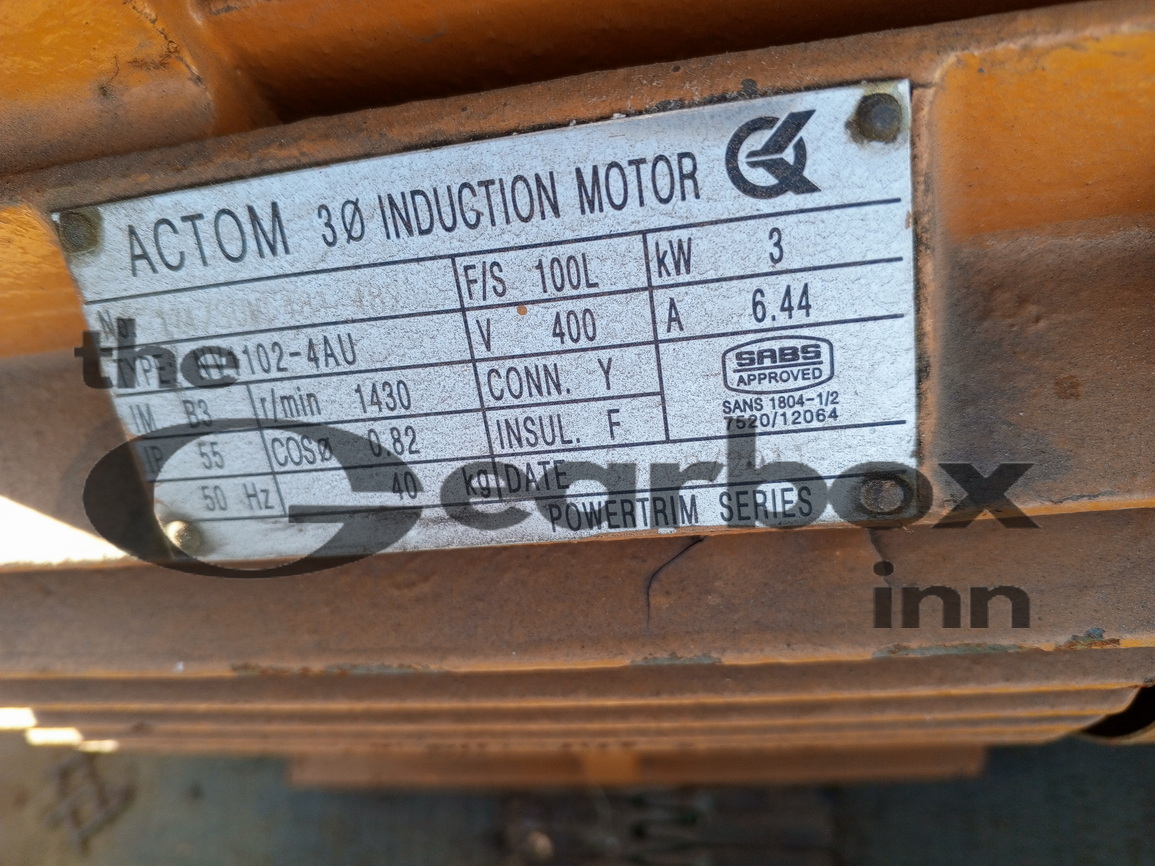 ACTOM 3Ø INDUCTION MOTOR
No.
F/S 100L kW 3
TYPE 102-4AU V 400 A 6.44
IM B3 r/min 1430 CONN. Y
SABS
APPROVED
SANS 1804-1/2
7520/12064
IP 55 COSø 0.82 INSUL. F
50 Hz 40 kg DATE
POWERTRIM SERIES
the
Gearbox
inn